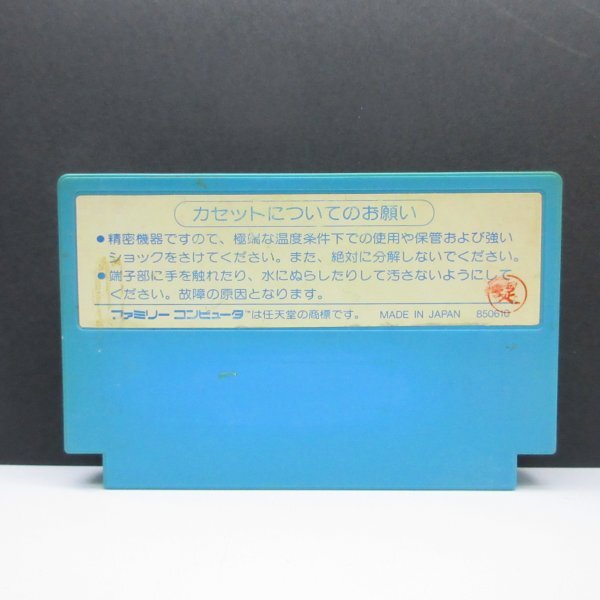 カセットについてのお願い
●精密機器ですので、極端な温度条件下での使用や保管および強い
ショックをさけてください。また、絶対に分解しないでください。
●端子部に手を触れたり、水にぬらしたりして汚さないようにして
ください。故障の原因となります。
ファミリー コンピュータ™は任天堂の商標です。 MADE IN JAPAN 850610